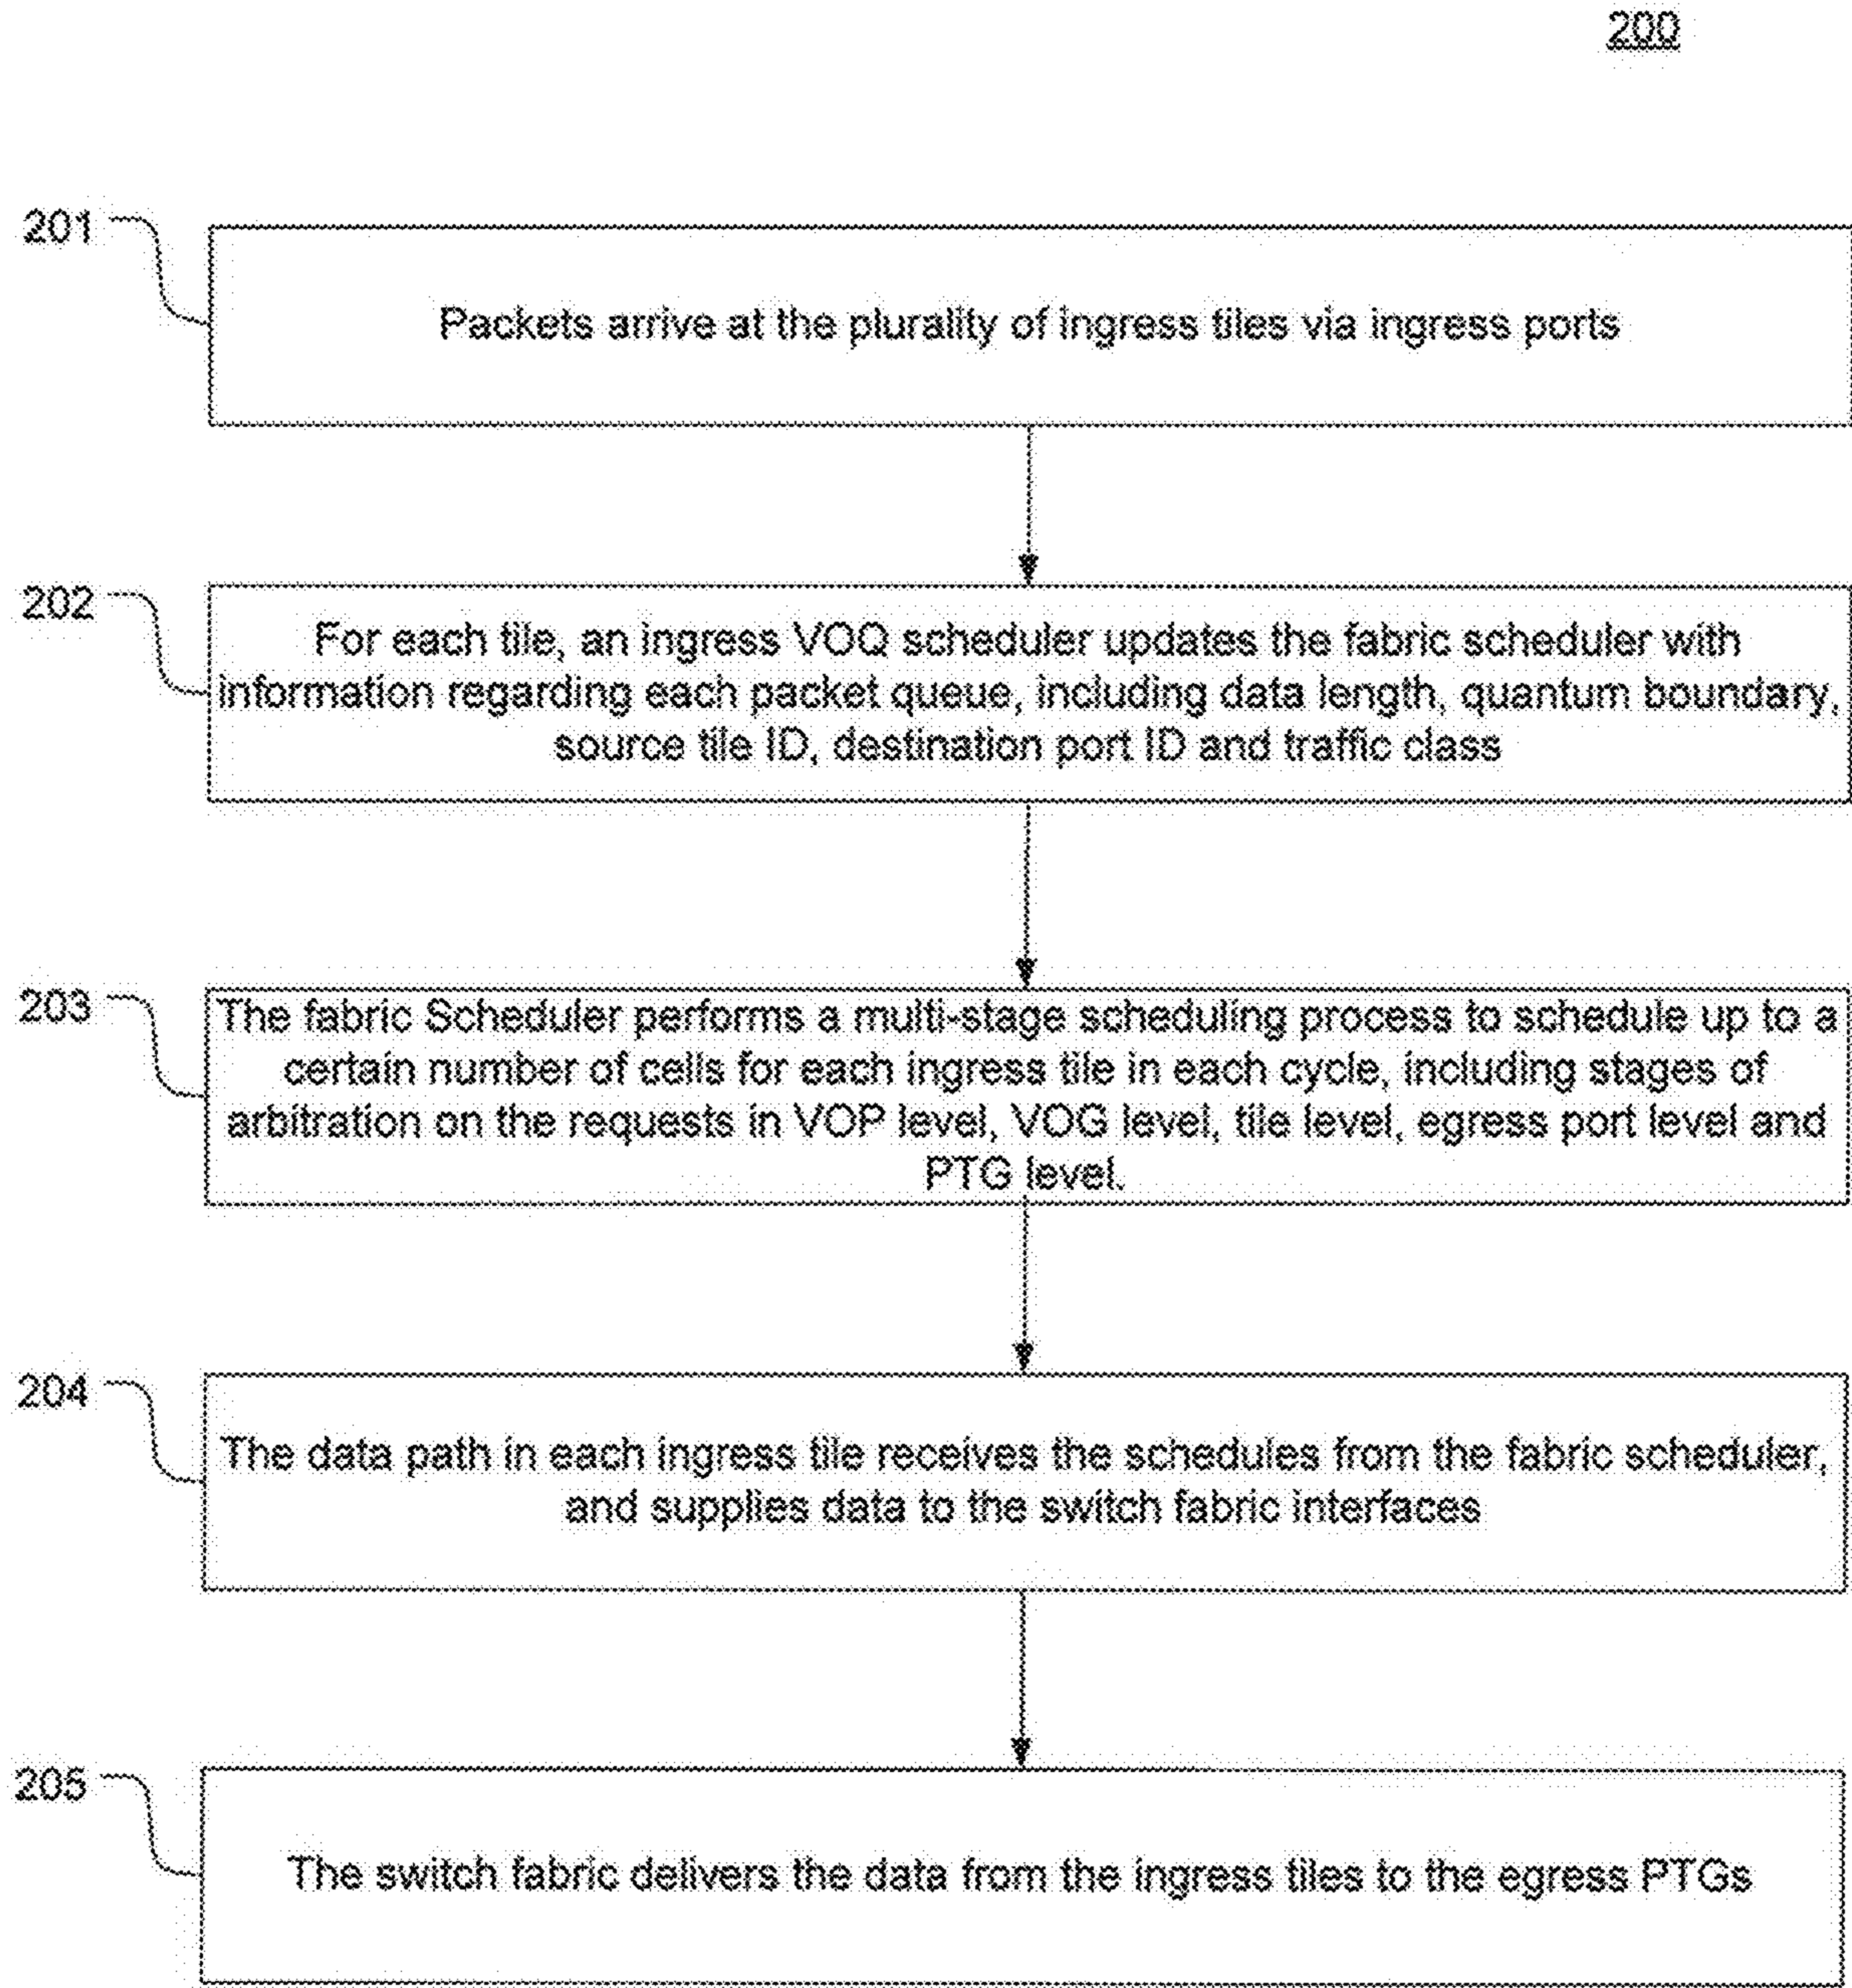 200
201
Packets arrive at the plurality of ingress tiles via ingress ports
202
For each tile, an ingress VOQ scheduler updates the fabric scheduler with
information regarding each packet queue, including data length, quantum boundary,
source tile ID, destination port ID and traffic class
203
The fabric Scheduler performs a multi-stage scheduling process to schedule up to a
certain number of cells for each ingress tile in each cycle, including stages of
arbitration on the requests in VOP level, VOG level, tile level, egress port level and
PTG level.
204
The data path in each ingress tile receives the schedules from the fabric scheduler,
and supplies data to the switch fabric interfaces
205
The switch fabric delivers the data from the ingress tiles to the egress PTGs